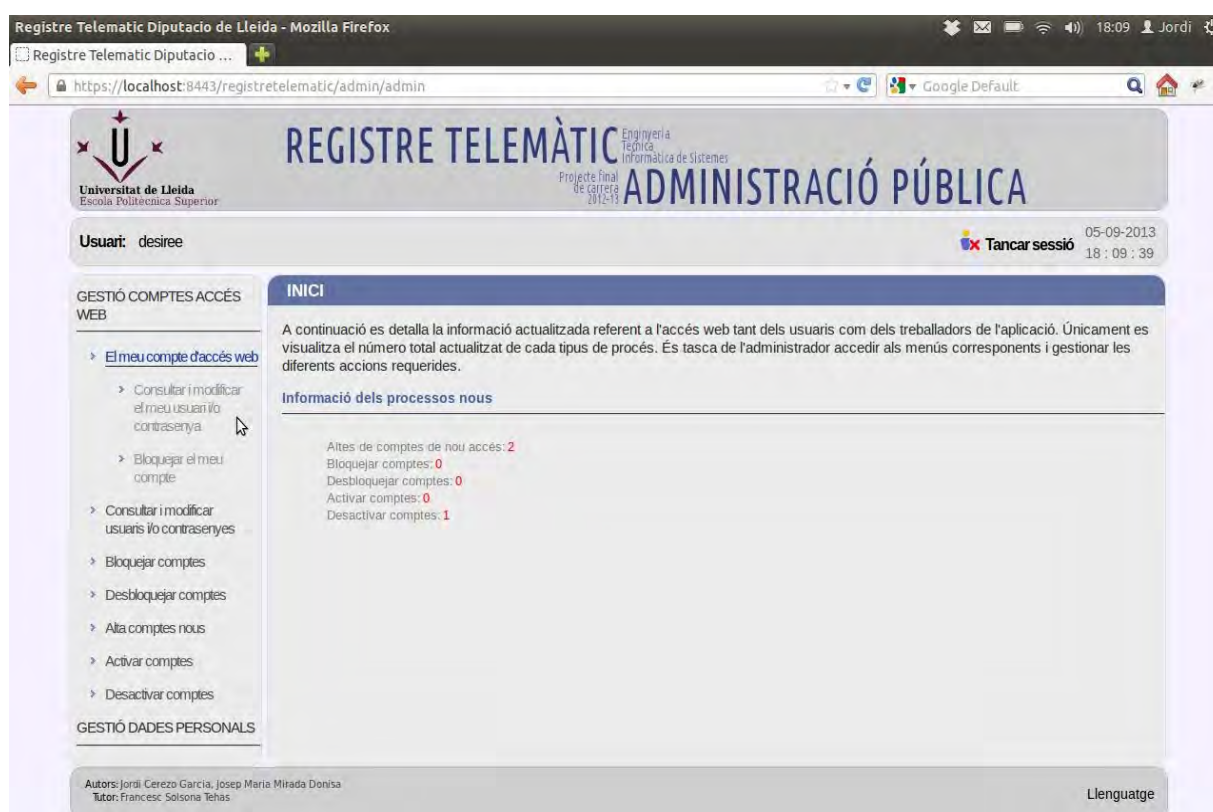 Registre Telematic Diputacio de Lleida - Mozilla Firefox
18:09 Jordi
Registre Telematic Diputacio ...
https://localhost:8443/registretelematic/admin/admin
Google Default
Universitat de Lleida
Escola Politècnica Superior
REGISTRE TELEMÀTIC
Enginyeria
Tècnica
Informàtica de Sistemes
Projecte final
de carrera
2012-13
ADMINISTRACIÓ PÚBLICA
Usuari: desiree
Tancar sessió
05-09-2013
18 : 09 : 39
GESTIÓ COMPTES ACCÉS
WEB
El meu compte d'accés web
Consultar i modificar
el meu usuari i/o
contrasenya
Bloquejar el meu
compte
Consultar i modificar
usuaris i/o contrasenyes
Bloquejar comptes
Desbloquejar comptes
Alta comptes nous
Activar comptes
Desactivar comptes
GESTIÓ DADES PERSONALS
INICI
A continuació es detalla la informació actualitzada referent a l'accés web tant dels usuaris com dels treballadors de l'aplicació. Únicament es
visualitza el número total actualitzat de cada tipus de procés. És tasca de l'administrador accedir als menús corresponents i gestionar les
diferents accions requerides.
Informació dels processos nous
Altes de comptes de nou accés: 2
Bloquejar comptes: 0
Desbloquejar comptes: 0
Activar comptes: 0
Desactivar comptes: 1
Autors: Jordi Cerezo Garcia, Josep Maria Mirada Donisa
Tutor: Francesc Solsona Tehas
Llenguatge